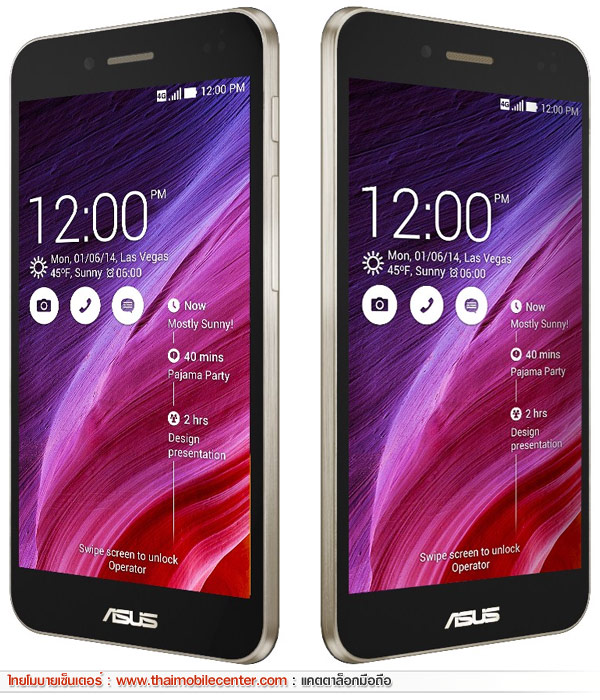 4G 12:00 PM
12:00 PM
Mon, 01/06/14, Las Vegas
45ºF, Sunny 06:00
Now
Mostly Sunny!
40 mins
Pajama Party
2 hrs
Design
presentation
Swipe screen to unlock
Operator
ASUS
4G 12:00 PM
12:00 PM
Mon, 01/06/14, Las Vegas
45ºF, Sunny 06:00
Now
Mostly Sunny!
40 mins
Pajama Party
2 hrs
Design
presentation
Swipe screen to unlock
Operator
ASUS
ไทยโมบายเซ็นเตอร์ : www.thaimobilecenter.com : แคตตาล็อกมือถือ